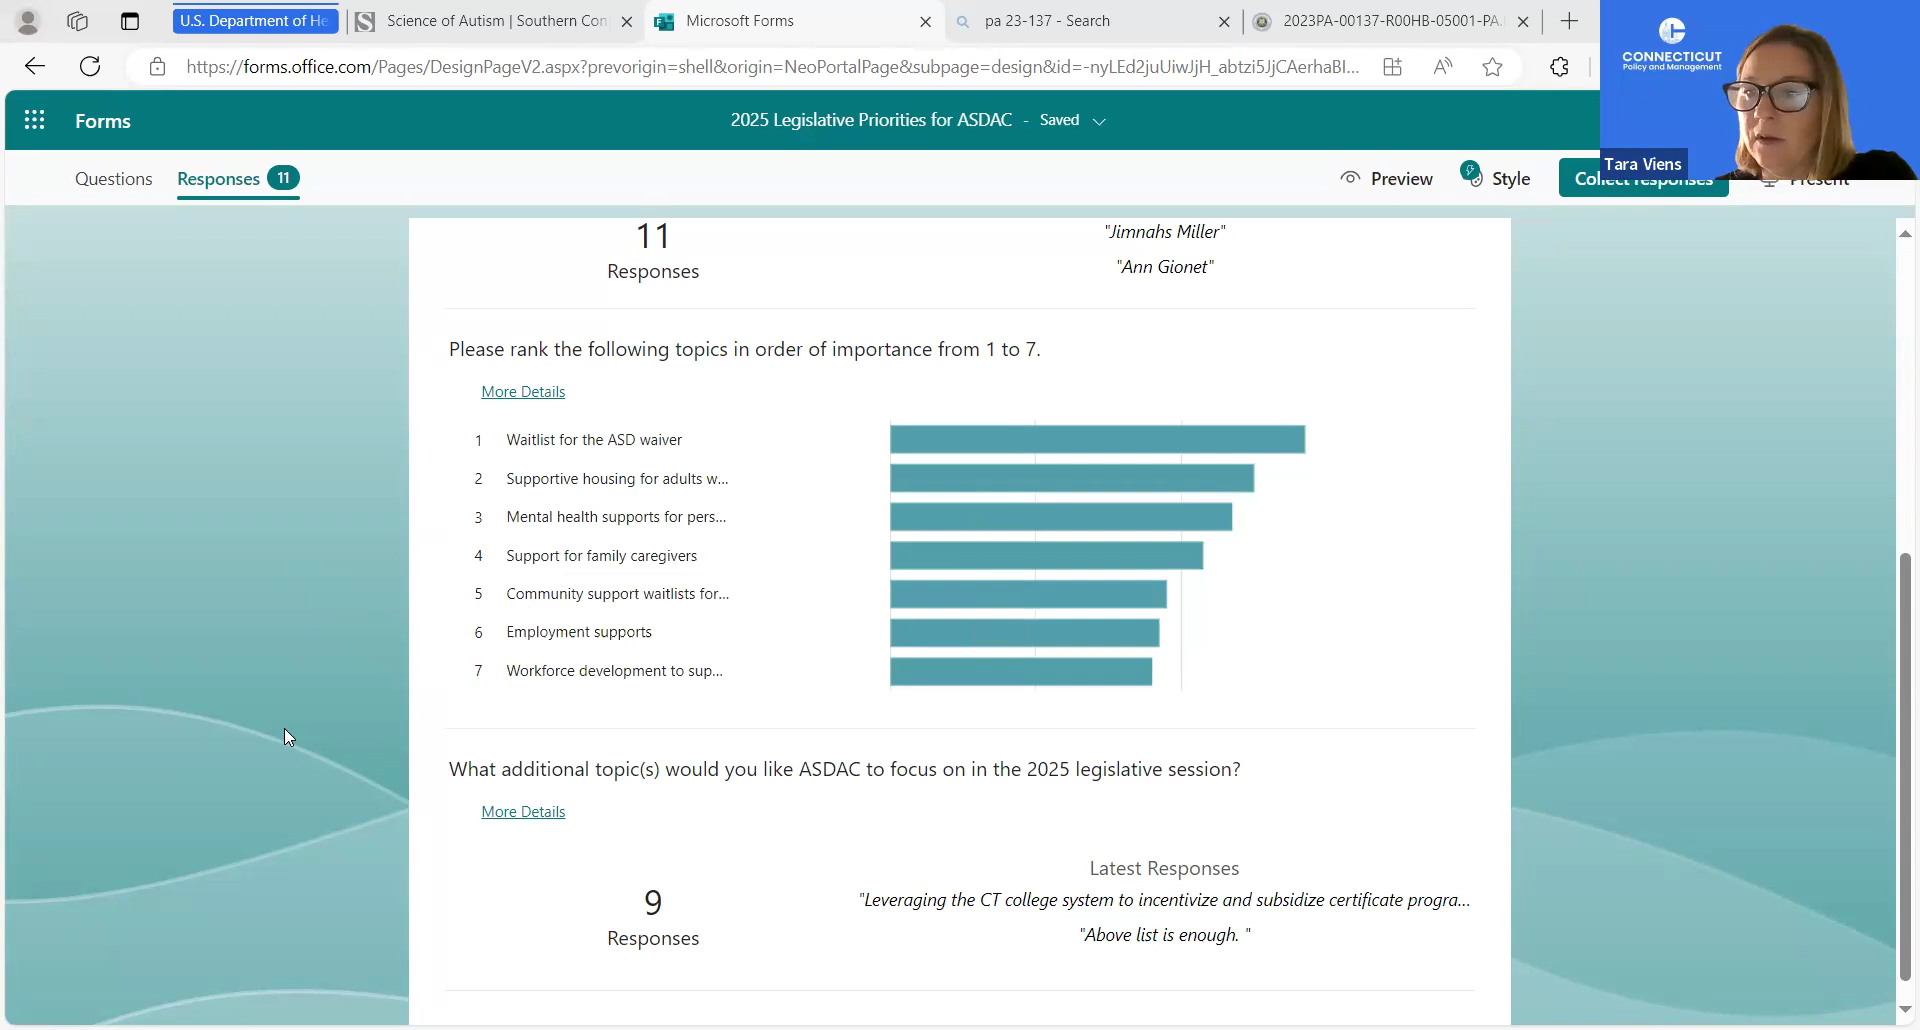 U.S. Department of He
Science of Autism | Southern Con
Microsoft Forms
pa 23-137 - Search
2023PA-00137-R00HB-05001-PA.
https://forms.office.com/Pages/DesignPageV2.aspx?prevorigin=shell&origin=NeoPortalPage&subpage=design&id=-nyLEd2juUiwJjH_abtzi5JjCAerhaBI...
CONNECTICUT
Policy and Management
Tara Viens
Forms
2025 Legislative Priorities for ASDAC - Saved
Questions
Responses 11
Preview
Style
Collect responses
Present
11
Responses
"Jimnahs Miller"
"Ann Gionet"
Please rank the following topics in order of importance from 1 to 7.
More Details
1 Waitlist for the ASD waiver
2 Supportive housing for adults w...
3 Mental health supports for pers...
4 Support for family caregivers
5 Community support waitlists for...
6 Employment supports
7 Workforce development to sup...
What additional topic(s) would you like ASDAC to focus on in the 2025 legislative session?
More Details
9
Responses
Latest Responses
"Leveraging the CT college system to incentivize and subsidize certificate progra...
"Above list is enough. "